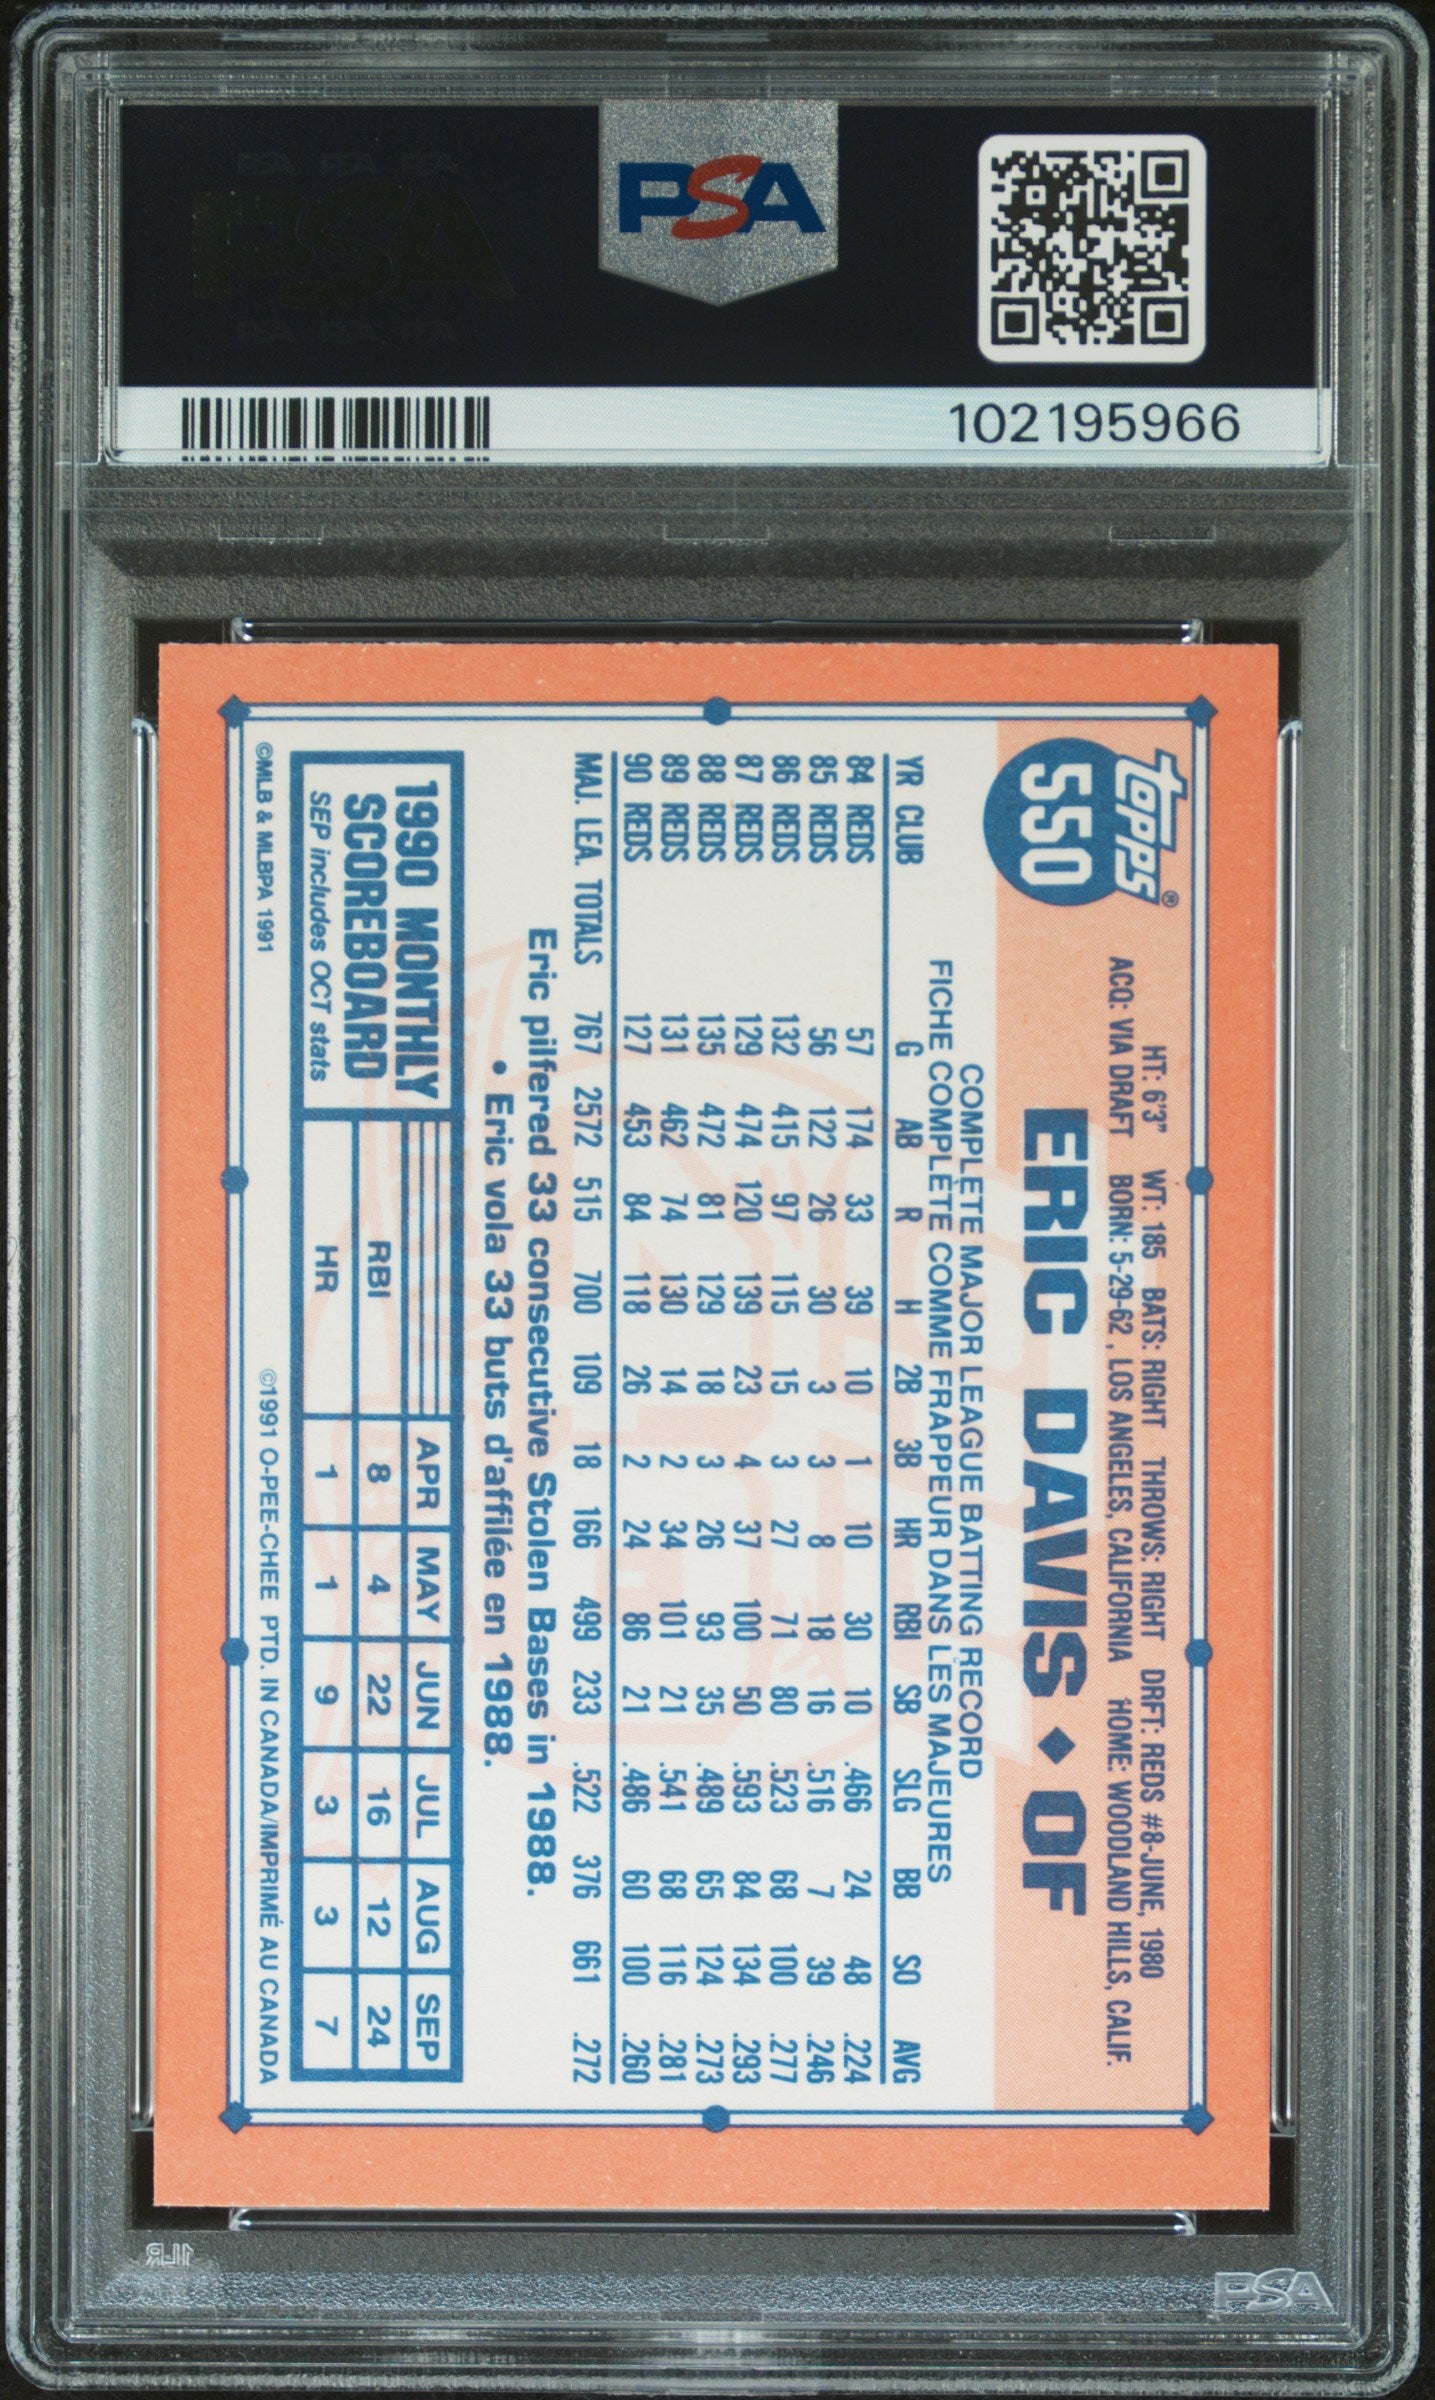 PSA PSA PSA
PSA
PSA PSA PSA
PSA
102195966
topps®
550
HT: 6'3" WT: 185 BATS: RIGHT THROWS: RIGHT DRFT: REDS #8-JUNE, 1980
ACQ: VIA DRAFT BORN: 5-29-62, LOS ANGELES, CALIFORNIA HOME: WOODLAND HILLS, CALIF.
ERIC DAVIS ◆ OF
COMPLETE MAJOR LEAGUE BATTING RECORD
FICHE COMPLÈTE COMME FRAPPEUR DANS LES MAJEURES
YR CLUB G AB R H 2B 3B HR RBI SB SLG BB SO AVG
84 REDS 57 174 33 39 10 1 10 30 10 .466 24 48 .224
85 REDS 56 122 26 30 3 3 8 18 16 .516 7 39 .246
86 REDS 132 415 97 115 15 3 27 71 80 .523 68 100 .277
87 REDS 129 474 120 139 23 4 37 100 50 .593 84 134 .293
88 REDS 135 472 81 129 18 3 26 93 35 .489 65 124 .273
89 REDS 131 462 74 130 14 2 34 101 21 .541 68 116 .281
90 REDS 127 453 84 118 26 2 24 86 21 .486 60 100 .260
MAJ. LEA. TOTALS 767 2572 515 700 109 18 166 499 233 .522 376 661 .272
Eric pilfered 33 consecutive Stolen Bases in 1988.
• Eric vola 33 buts d'affilée en 1988.
1990 MONTHLY
SCOREBOARD
SEP includes OCT stats
APR MAY JUN JUL AUG SEP
RBI 8 4 22 16 12 24
HR 1 1 9 3 3 7
©MLB & MLBPA 1991
©1991 O-PEE-CHEE PTD. IN CANADA/IMPRIMÉ AU CANADA
1LR
PSA